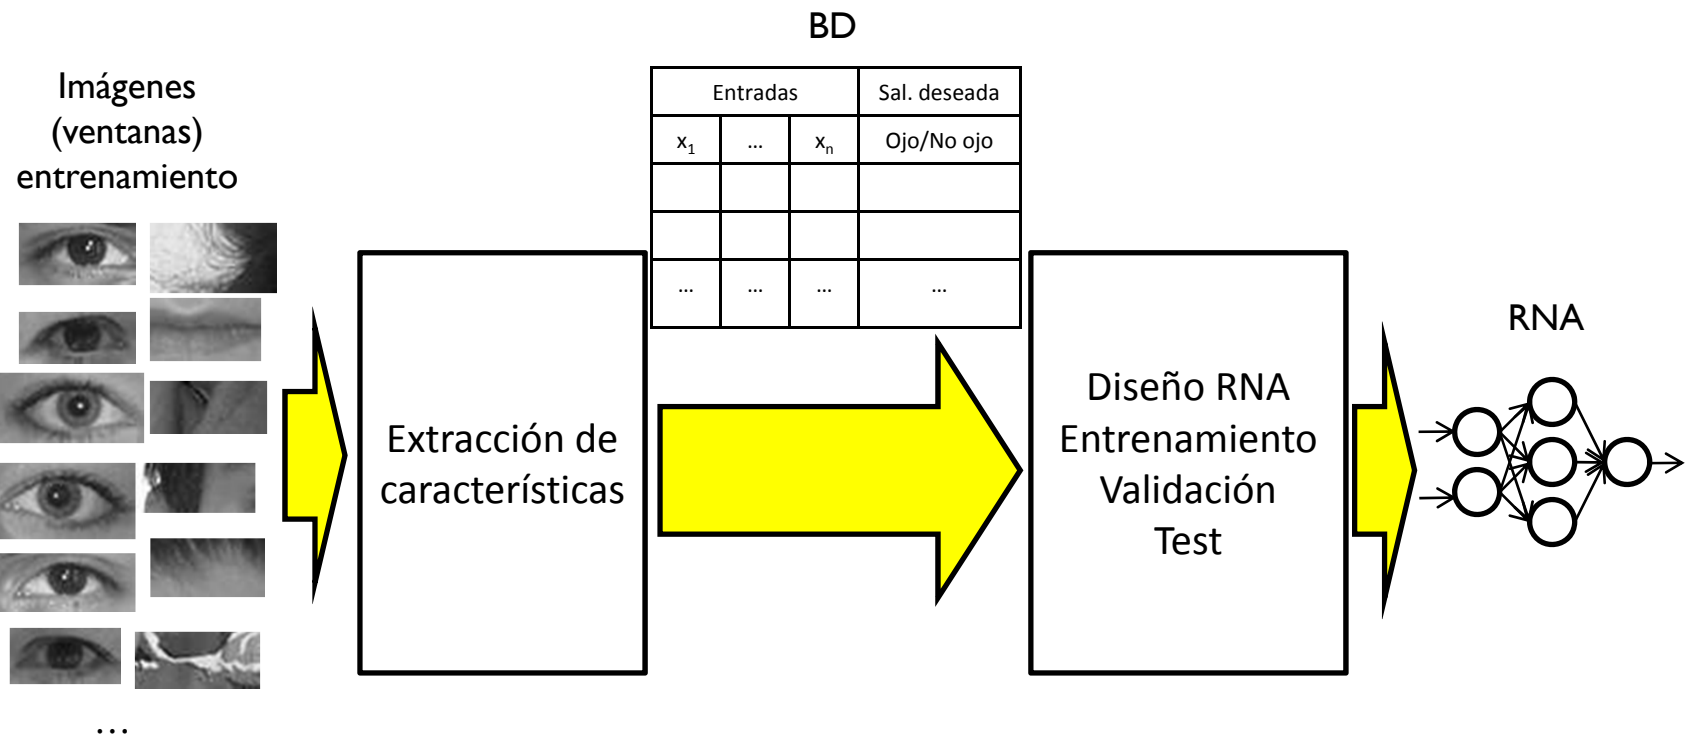 BD
Imágenes
(ventanas)
entrenamiento
Entradas Sal. deseada
x1 ... xn Ojo/No ojo
... ... ... ...
Extracción de
características
Diseño RNA
Entrenamiento
Validación
Test
RNA
...